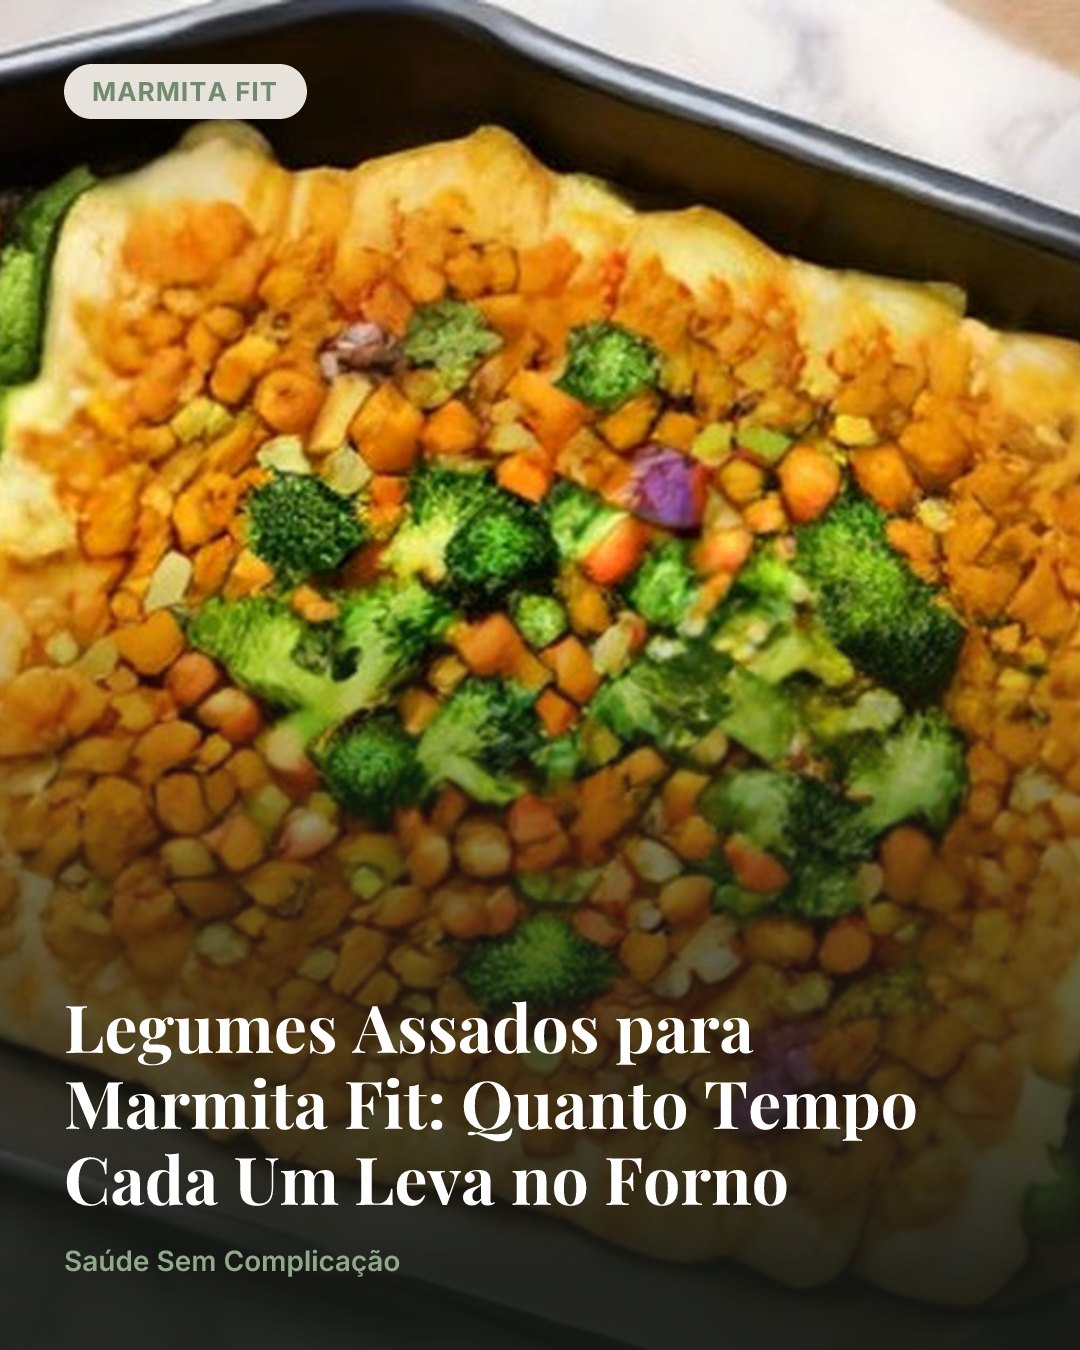 MARMITA FIT
Legumes Assados para
Marmita Fit: Quanto Tempo
Cada Um Leva no Forno
Saúde Sem Complicação